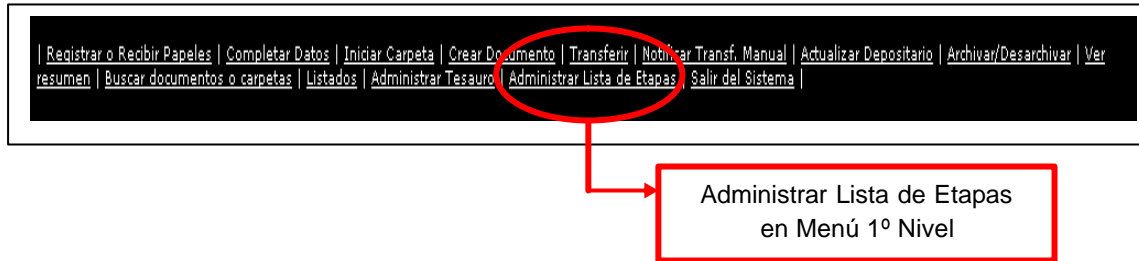 | Registrar o Recibir Papeles | Completar Datos | Iniciar Carpeta | Crear Documento | Transferir | Notificar Transf. Manual | Actualizar Depositario | Archivar/Desarchivar | Ver
resumen | Buscar documentos o carpetas | Listados | Administrar Tesauro | Administrar Lista de Etapas | Salir del Sistema |
Administrar Lista de Etapas
en Menú 1º Nivel